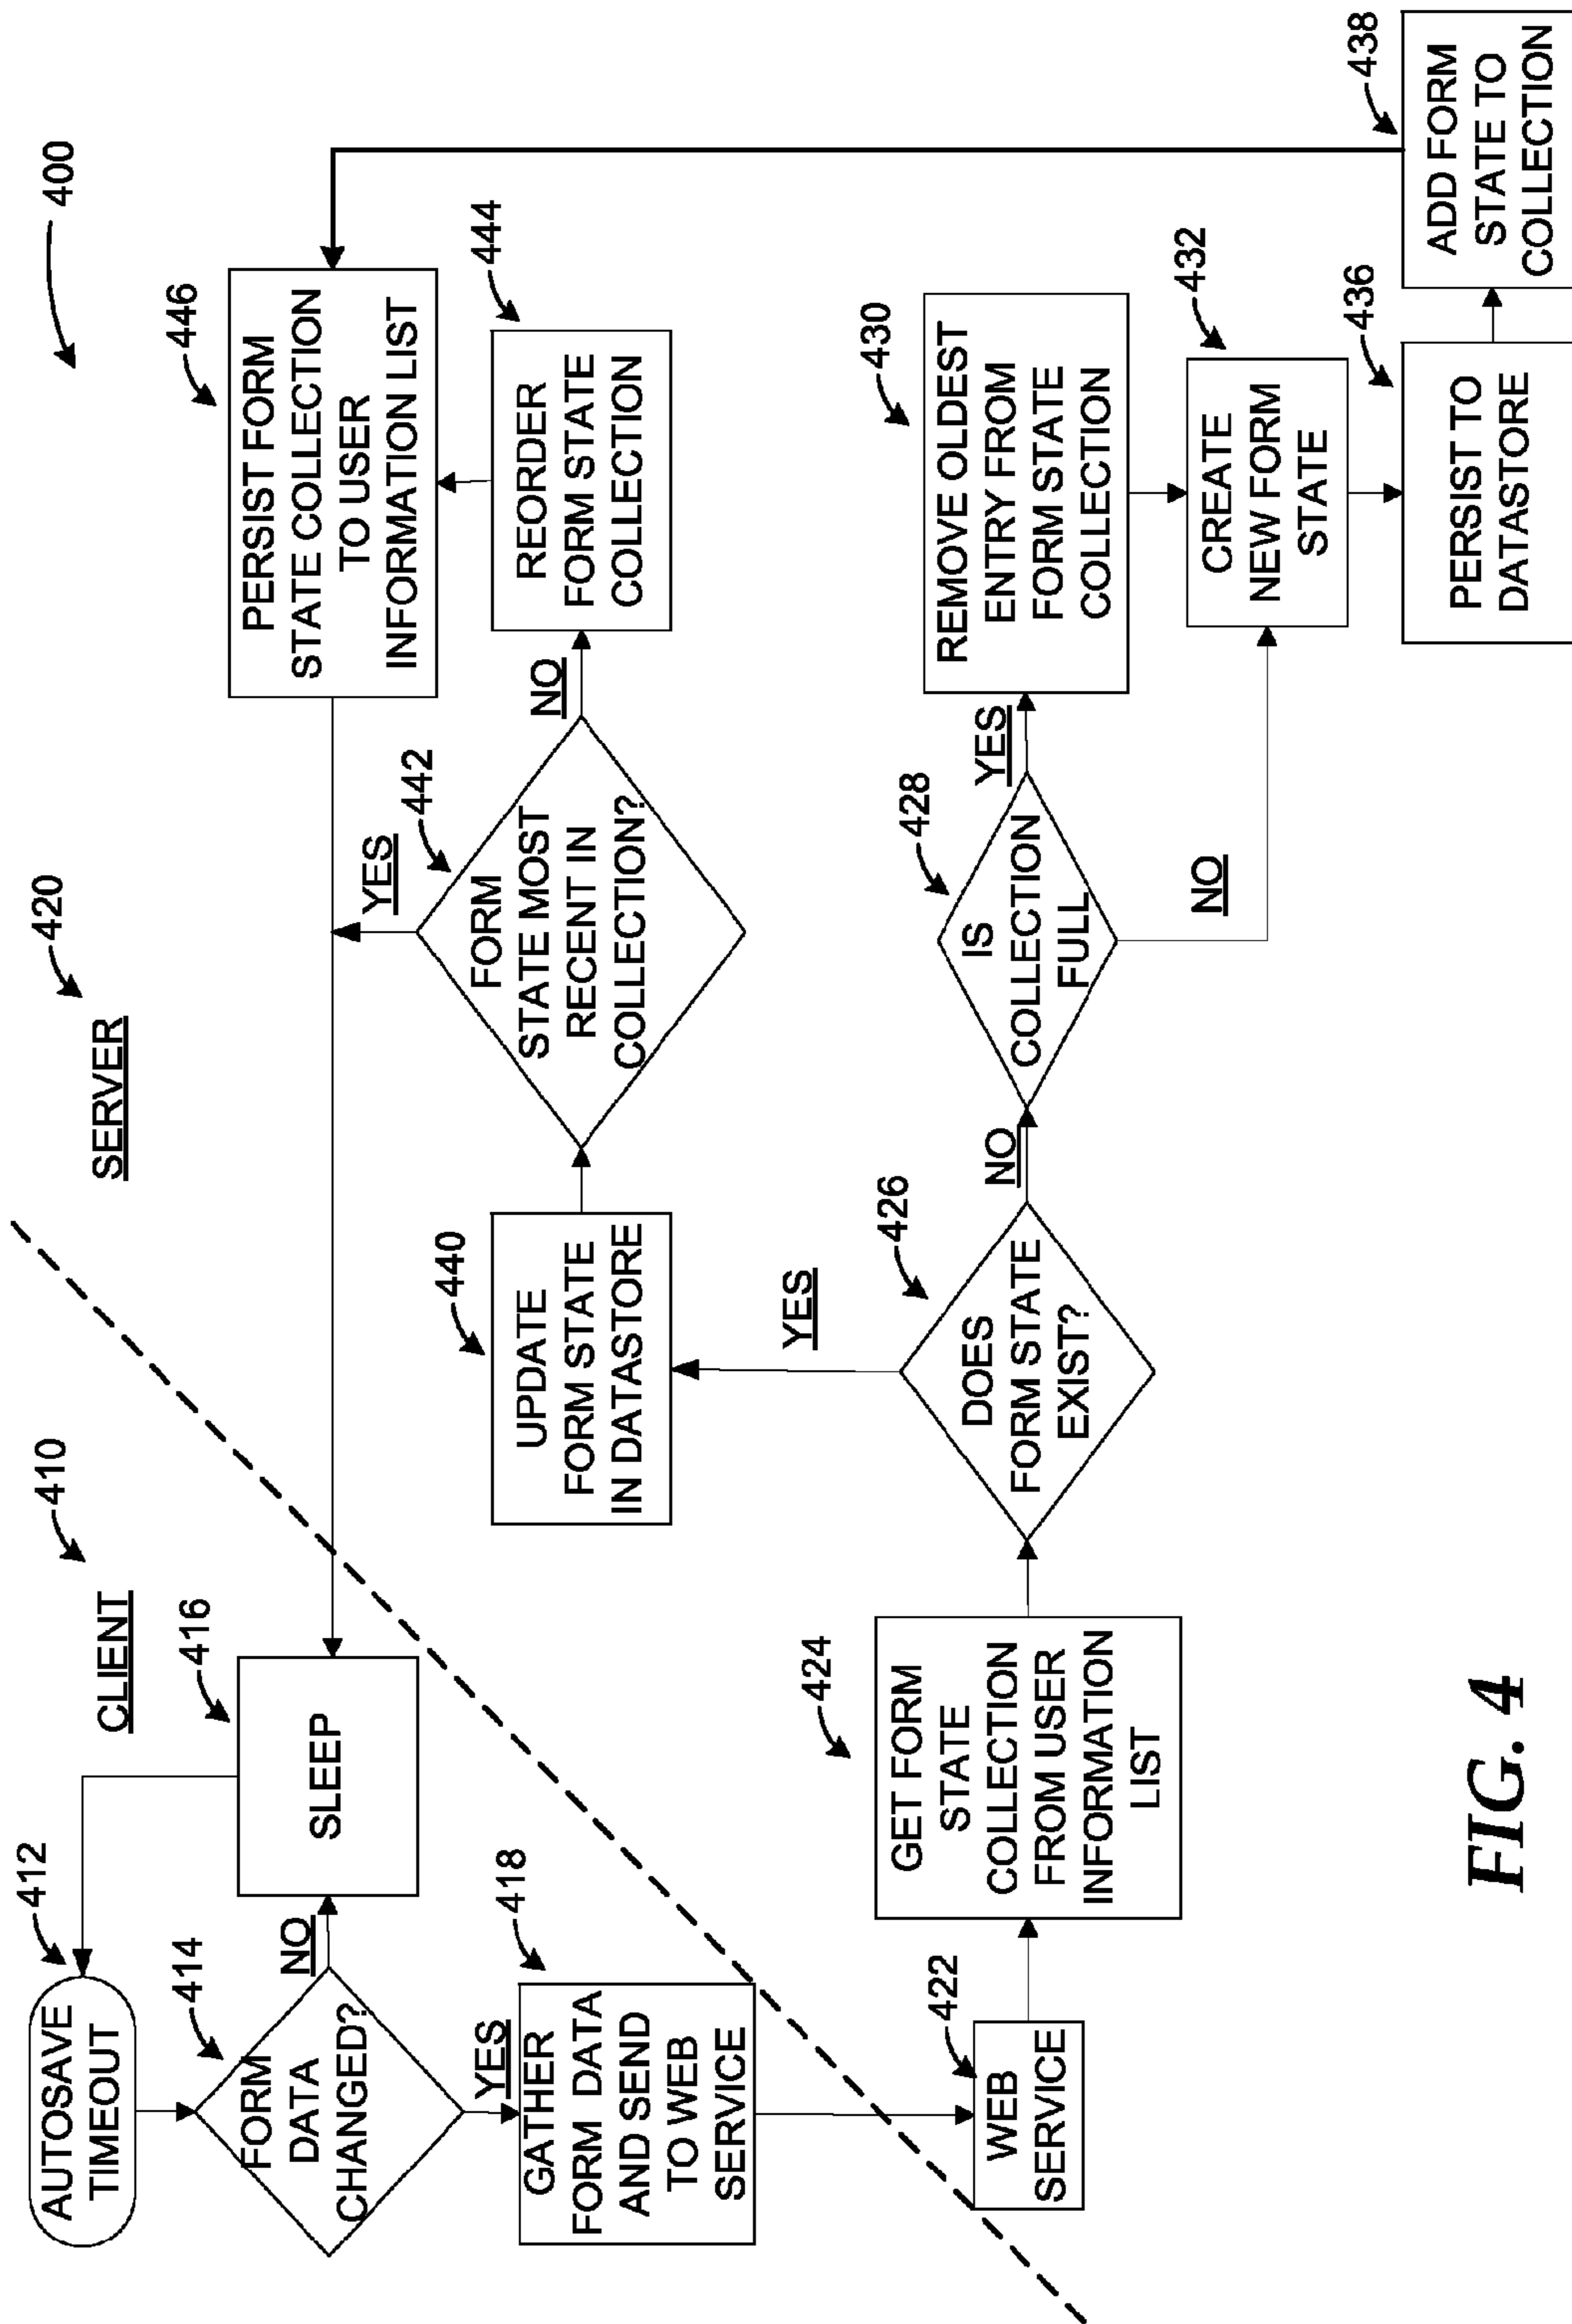 400
CLIENT
410
SERVER
420
412
AUTOSAVE
TIMEOUT
414
FORM
DATA
CHANGED?
NO
YES
416
SLEEP
418
GATHER
FORM DATA
AND SEND
TO WEB
SERVICE
422
WEB
SERVICE
424
GET FORM
STATE
COLLECTION
FROM USER
INFORMATION
LIST
426
DOES
FORM STATE
EXIST?
YES
NO
440
UPDATE
FORM STATE
IN DATASTORE
442
FORM
STATE MOST
RECENT IN
COLLECTION?
YES
NO
444
REORDER
FORM STATE
COLLECTION
446
PERSIST FORM
STATE COLLECTION
TO USER
INFORMATION LIST
428
IS
COLLECTION
FULL
YES
NO
430
REMOVE OLDEST
ENTRY FROM
FORM STATE
COLLECTION
432
CREATE
NEW FORM
STATE
436
PERSIST TO
DATASTORE
438
ADD FORM
STATE TO
COLLECTION
FIG. 4